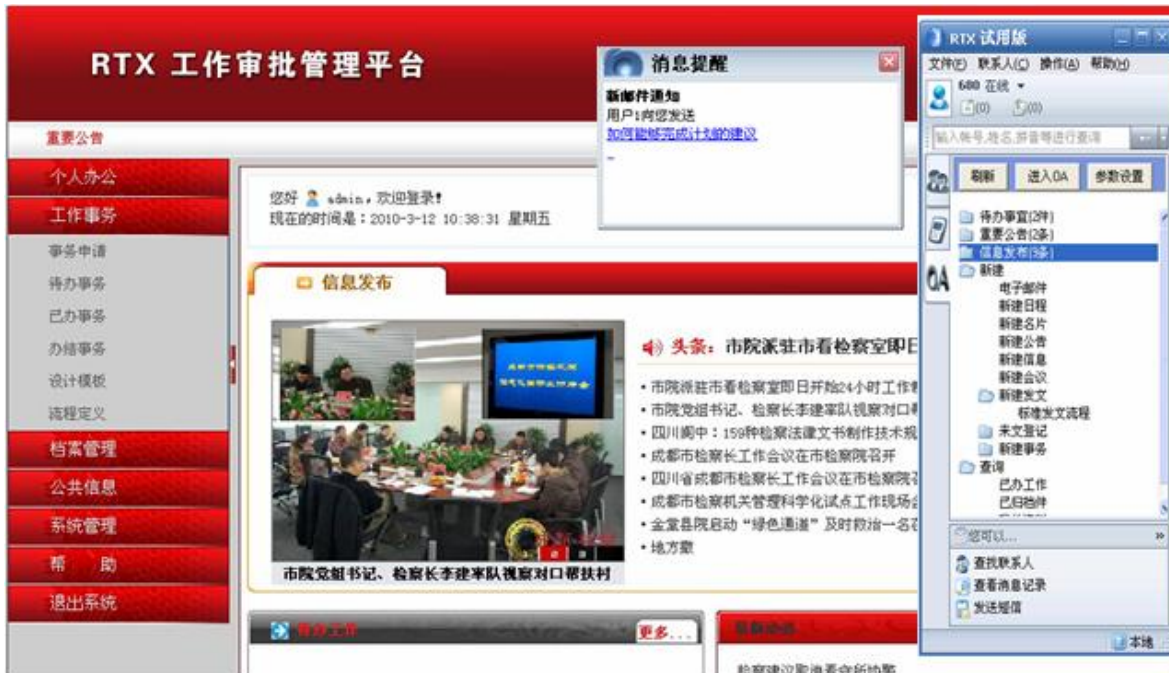 RTX 工作审批管理平台
重要公告
个人办公
工作事务
事务申请
待办事务
已办事务
办结事务
设计模板
流程定义
档案管理
公共信息
系统管理
帮 助
退出系统
您好 admin，欢迎登录！
现在的时间是：2010-3-12 10:38:31 星期五
信息发布
市院党组书记、检察长李建军队视察对口帮扶村
头条：市院派驻市看检察室即日
·市院派驻市看检察室即日开始24小时工作
·市院党组书记、检察长李建军队视察对口
·四川阆中：159种检察法律文书制作技术规
·成都市检察长工作会议在市检察院召开
·四川省成都市检察长工作会议在市检察院
·成都市检察机关管理科学化试点工作现场
·金堂县院启动“绿色通道”及时救治一名
·地方撤
待办工作
更多...
消息提醒
新邮件通知
用户1向您发送
如何能够完成计划的建议
RTX 试用版
文件(F) 联系人(C) 操作(A) 帮助(H)
680 在线
(0) (0)
输入帐号,姓名,拼音等进行查询
刷新 进入OA 参数设置
OA
待办事宜(2件)
重要公告(2条)
信息发布(9条)
新建
电子邮件
新建日程
新建名片
新建公告
新建信息
新建会议
新建发文
标准发文流程
来文登记
新建事务
查询
已办工作
已归档件
您可以...
查找联系人
查看消息记录
发送短信
本地